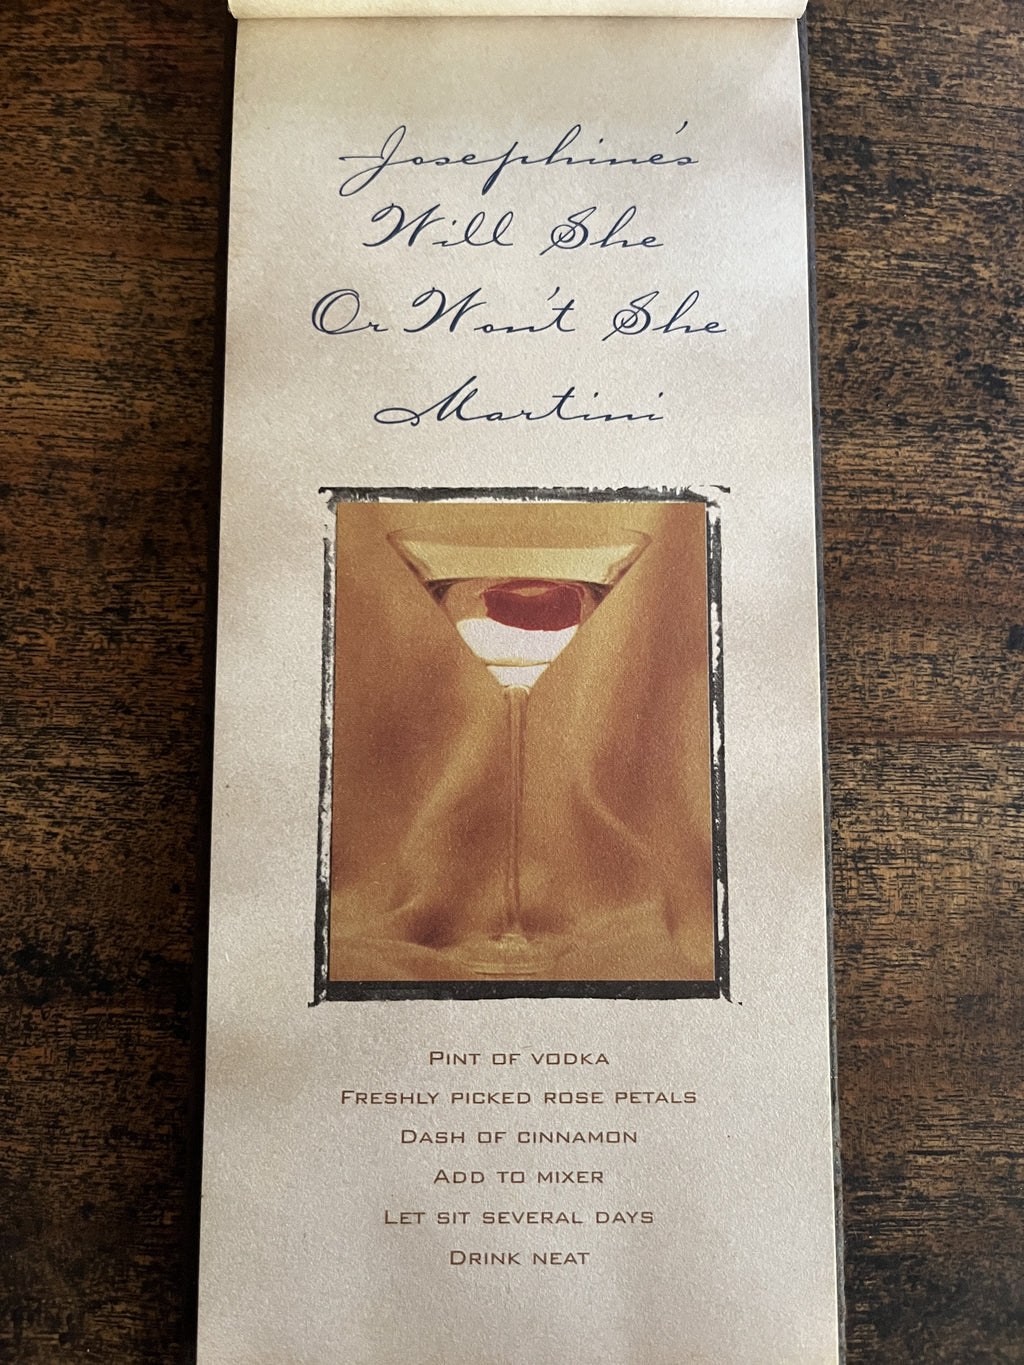 Josephine's
Will She
Or Won't She
Martini
Pint of vodka
Freshly picked rose petals
Dash of cinnamon
Add to mixer
Let sit several days
Drink neat